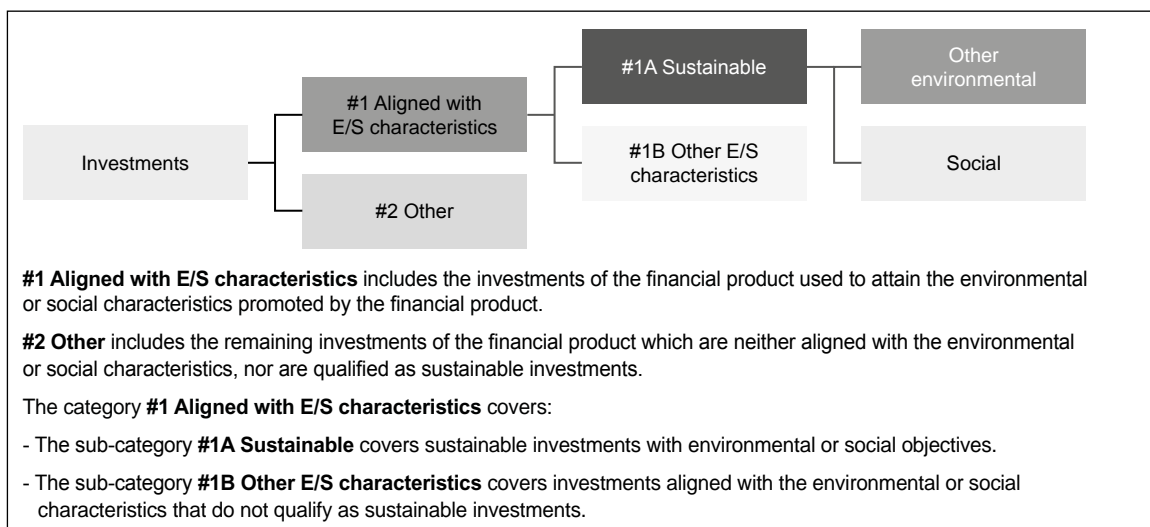 #1A Sustainable
Other
environmental
#1 Aligned with
E/S characteristics
Investments
#1B Other E/S
characteristics
Social
#2 Other
#1 Aligned with E/S characteristics includes the investments of the financial product used to attain the environmental
or social characteristics promoted by the financial product.
#2 Other includes the remaining investments of the financial product which are neither aligned with the environmental
or social characteristics, nor are qualified as sustainable investments.
The category #1 Aligned with E/S characteristics covers:
- The sub-category #1A Sustainable covers sustainable investments with environmental or social objectives.
- The sub-category #1B Other E/S characteristics covers investments aligned with the environmental or social
characteristics that do not qualify as sustainable investments.